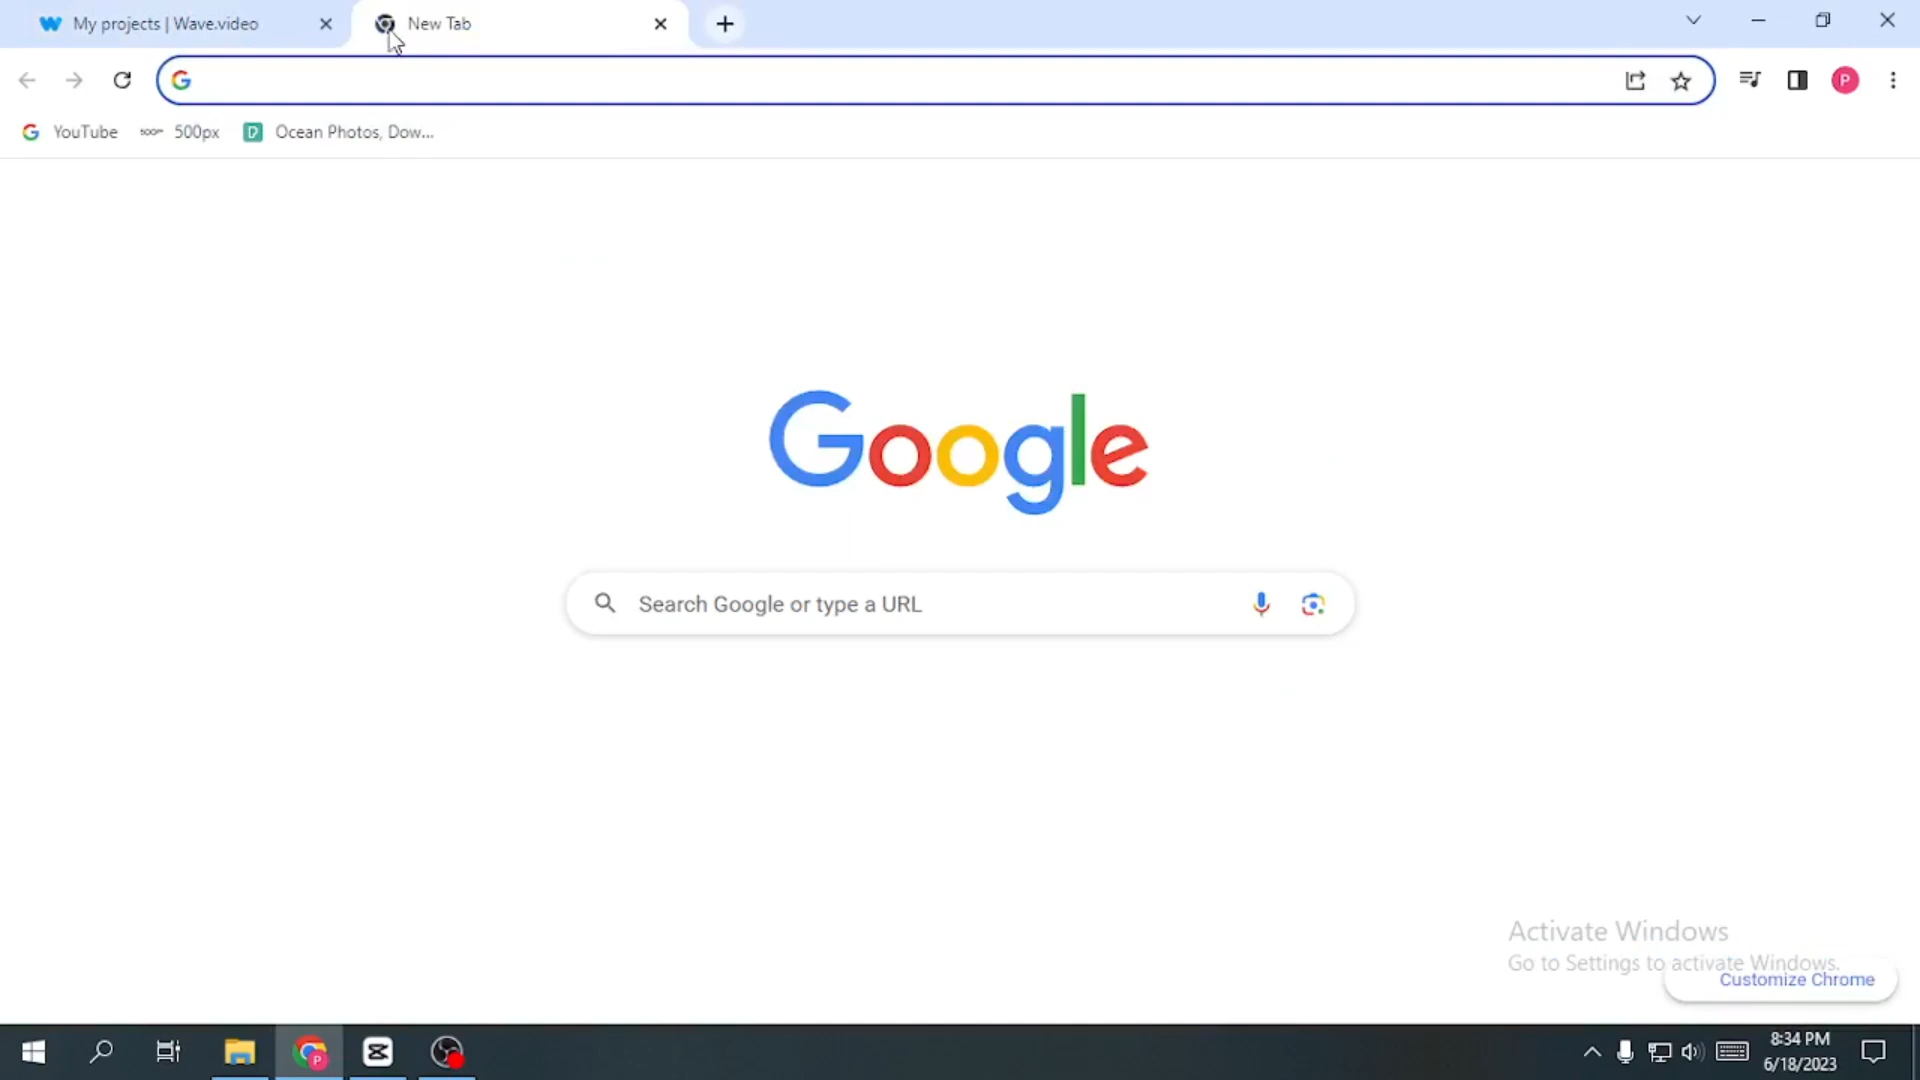 My projects | Wave.video
New Tab
YouTube
500px
Ocean Photos, Dow...
Google
Search Google or type a URL
Activate Windows
Go to Settings to activate Windows.
Customize Chrome
8:34 PM
6/18/2023